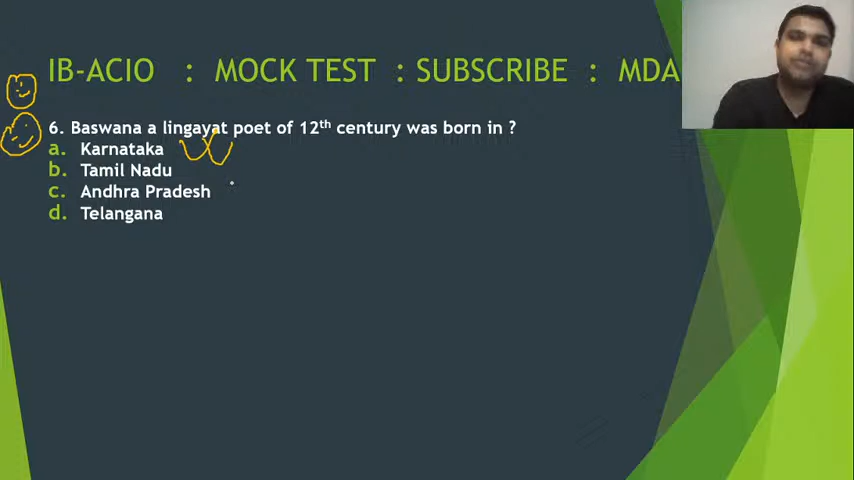 IB-ACIO : MOCK TEST : SUBSCRIBE : MDA
6. Baswana a lingayat poet of 12th century was born in ?
a. Karnataka
b. Tamil Nadu
c. Andhra Pradesh
d. Telangana